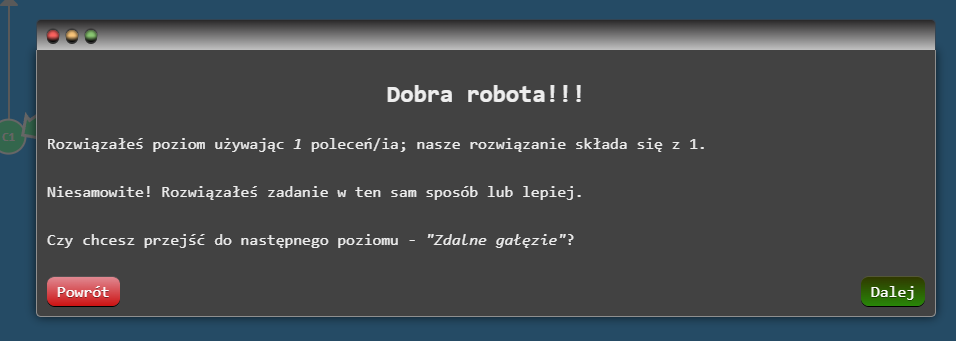 Dobra robota!!!
C1
Rozwiązałeś poziom używając 1 poleceń/ia; nasze rozwiązanie składa się z 1.
Niesamowite! Rozwiązałeś zadanie w ten sam sposób lub lepiej.
Czy chcesz przejść do następnego poziomu - "Zdalne gałęzie"?
Powrót
Dalej